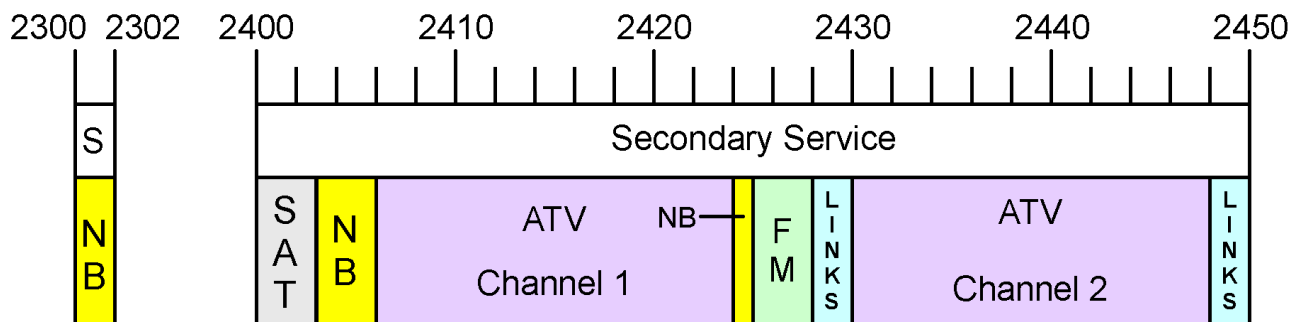 2300 2302 2400 2410 2420 2430 2440 2450
S
Secondary Service
NB
SAT
NB
ATV
Channel 1
NB
FM
LINKS
ATV
Channel 2
LINKS